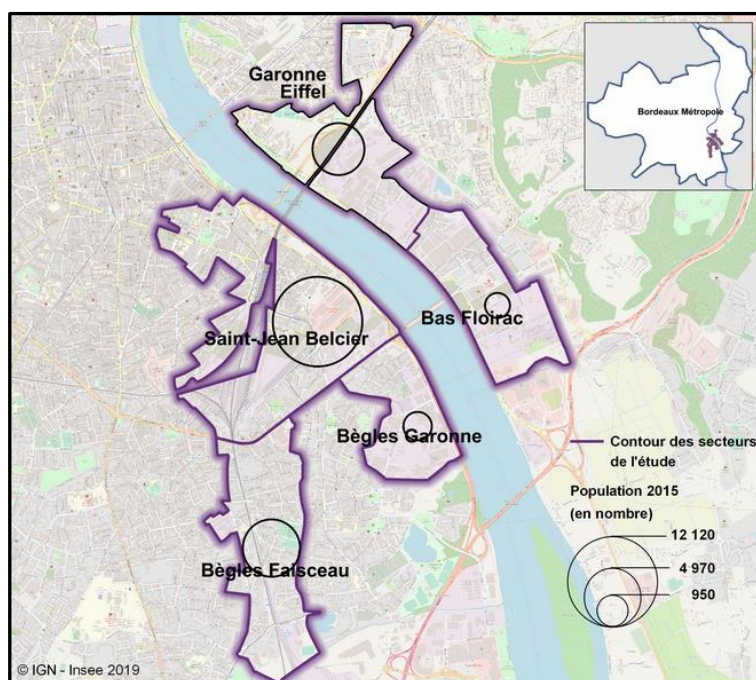 Garonne
Eiffel
Bordeaux Métropole
Saint-Jean Belcier
Bas Floirac
Bègles Garonne
Bègles Faisceau
Contour des secteurs
de l'étude
Population 2015
(en nombre)
12 120
4 970
950
© IGN - Insee 2019